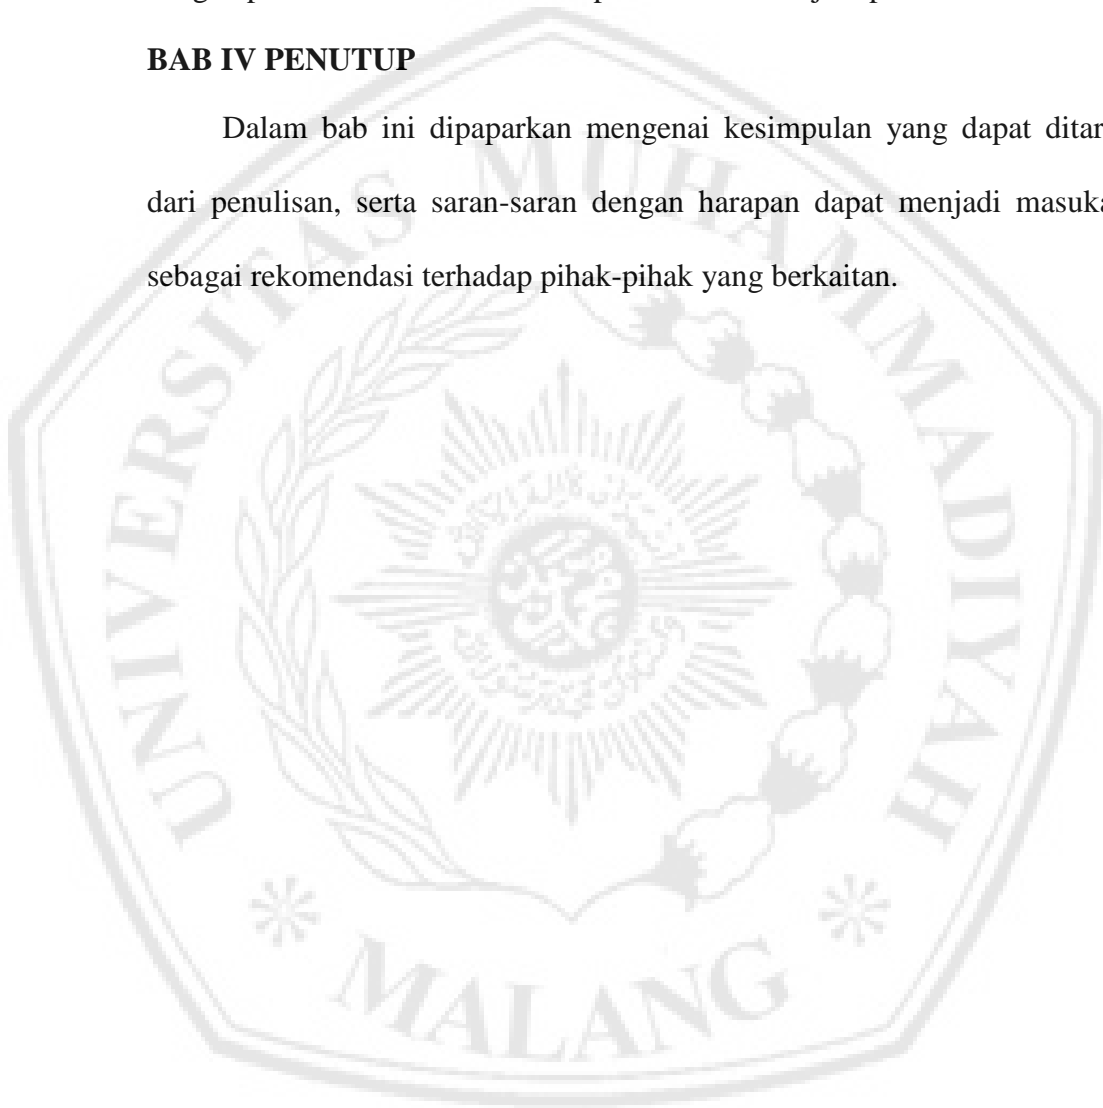 BAB IV PENUTUP
Dalam bab ini dipaparkan mengenai kesimpulan yang dapat ditar
dari penulisan, serta saran-saran dengan harapan dapat menjadi masuka
sebagai rekomendasi terhadap pihak-pihak yang berkaitan.
UNIVERSITAS MUHAMMADIYAH
MALANG